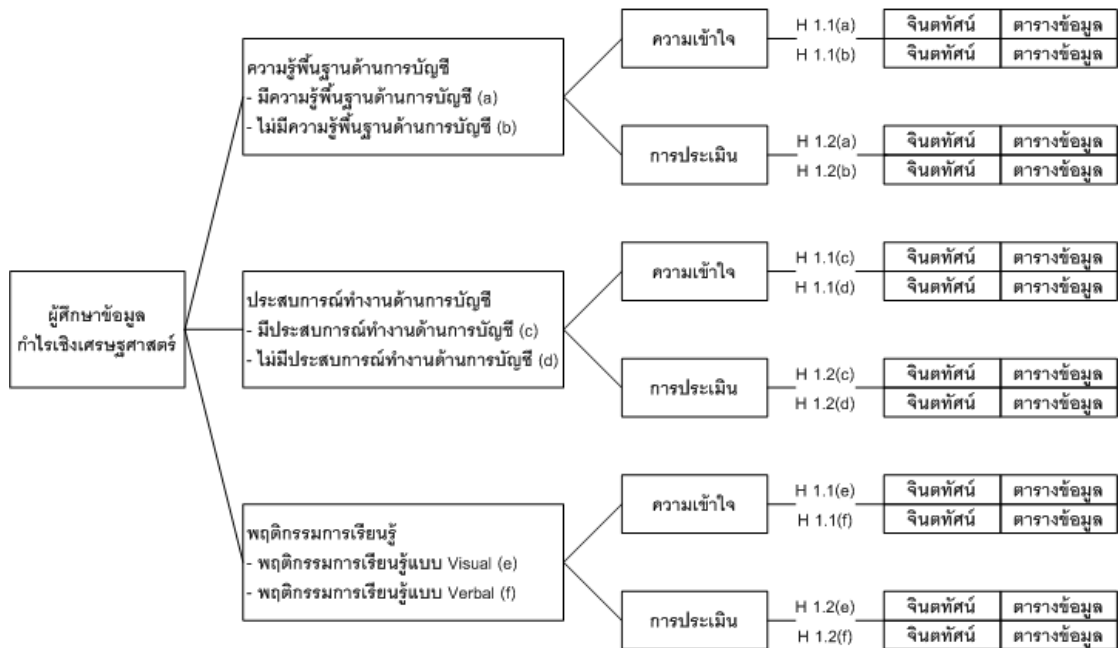 ผู้ศึกษาข้อมูล
กำไรเชิงเศรษฐศาสตร์
ความรู้พื้นฐานด้านการบัญชี
- มีความรู้พื้นฐานด้านการบัญชี (a)
- ไม่มีความรู้พื้นฐานด้านการบัญชี (b)
ความเข้าใจ
H 1.1(a) จินตทัศน์ ตารางข้อมูล
H 1.1(b) จินตทัศน์ ตารางข้อมูล
การประเมิน
H 1.2(a) จินตทัศน์ ตารางข้อมูล
H 1.2(b) จินตทัศน์ ตารางข้อมูล
ประสบการณ์ทำงานด้านการบัญชี
- มีประสบการณ์ทำงานด้านการบัญชี (c)
- ไม่มีประสบการณ์ทำงานด้านการบัญชี (d)
ความเข้าใจ
H 1.1(c) จินตทัศน์ ตารางข้อมูล
H 1.1(d) จินตทัศน์ ตารางข้อมูล
การประเมิน
H 1.2(c) จินตทัศน์ ตารางข้อมูล
H 1.2(d) จินตทัศน์ ตารางข้อมูล
พฤติกรรมการเรียนรู้
- พฤติกรรมการเรียนรู้แบบ Visual (e)
- พฤติกรรมการเรียนรู้แบบ Verbal (f)
ความเข้าใจ
H 1.1(e) จินตทัศน์ ตารางข้อมูล
H 1.1(f) จินตทัศน์ ตารางข้อมูล
การประเมิน
H 1.2(e) จินตทัศน์ ตารางข้อมูล
H 1.2(f) จินตทัศน์ ตารางข้อมูล